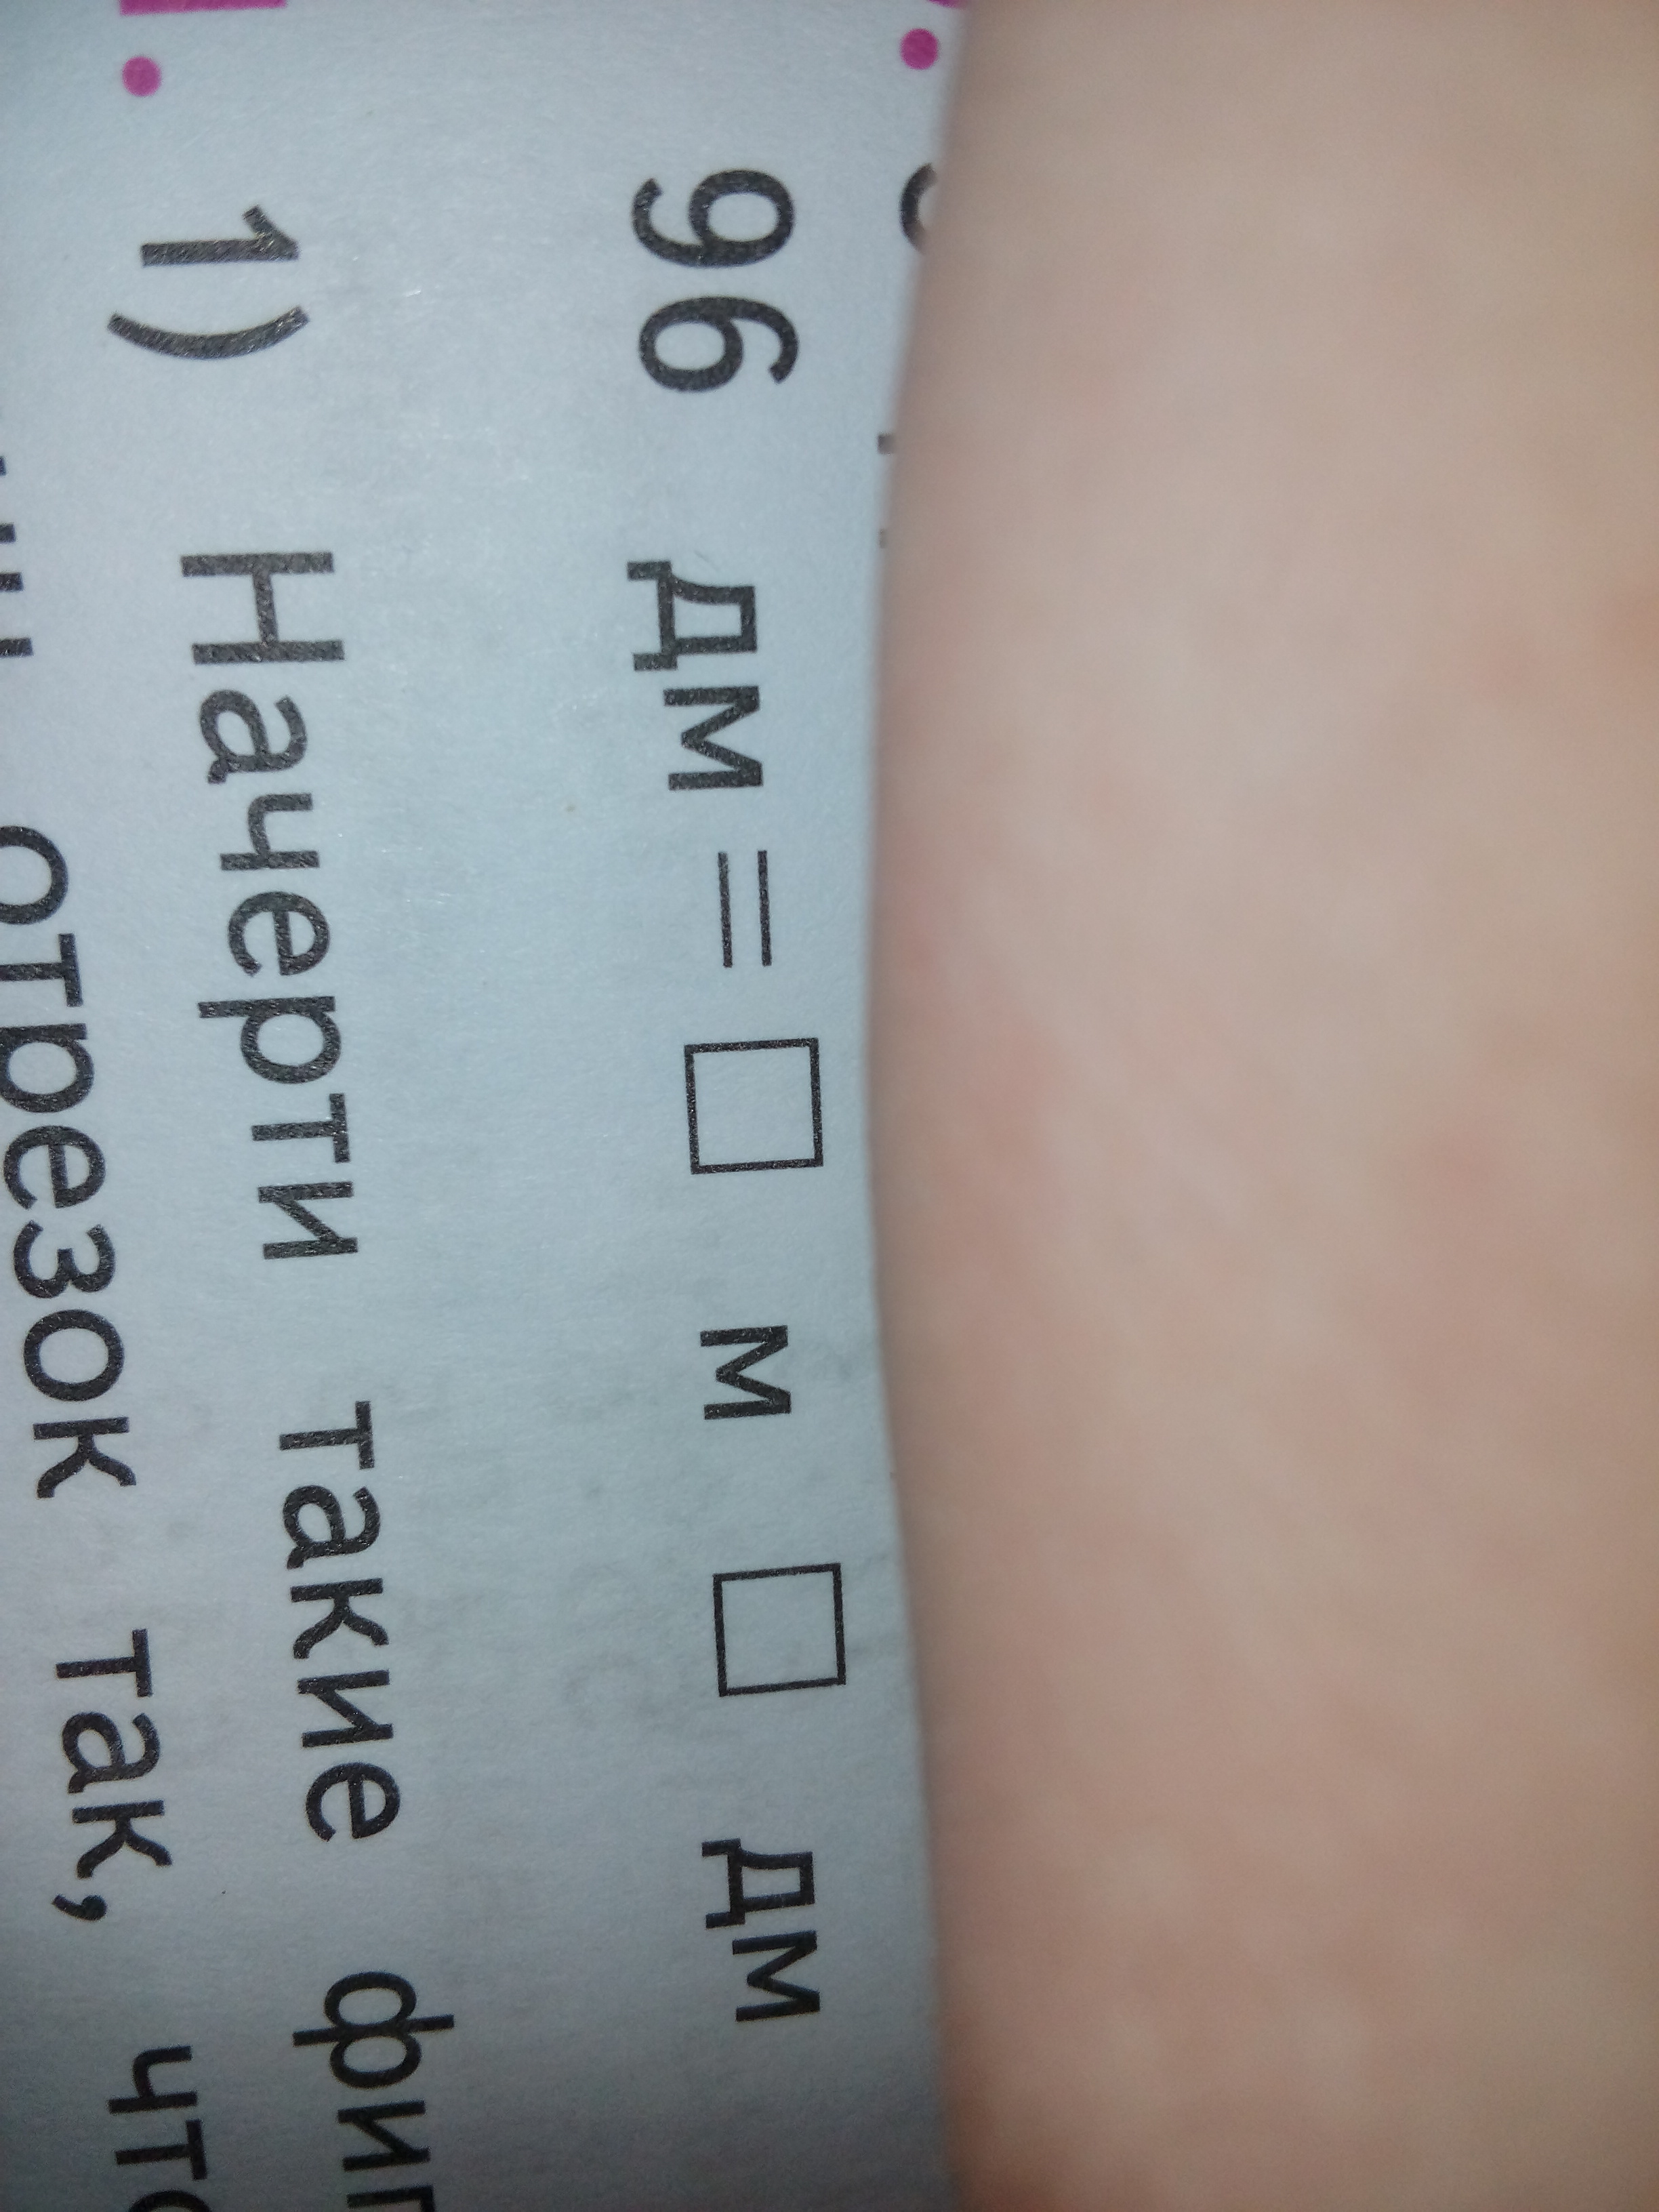 96 дм = □ м □ дм
1) Начерти такие
отрезок так,